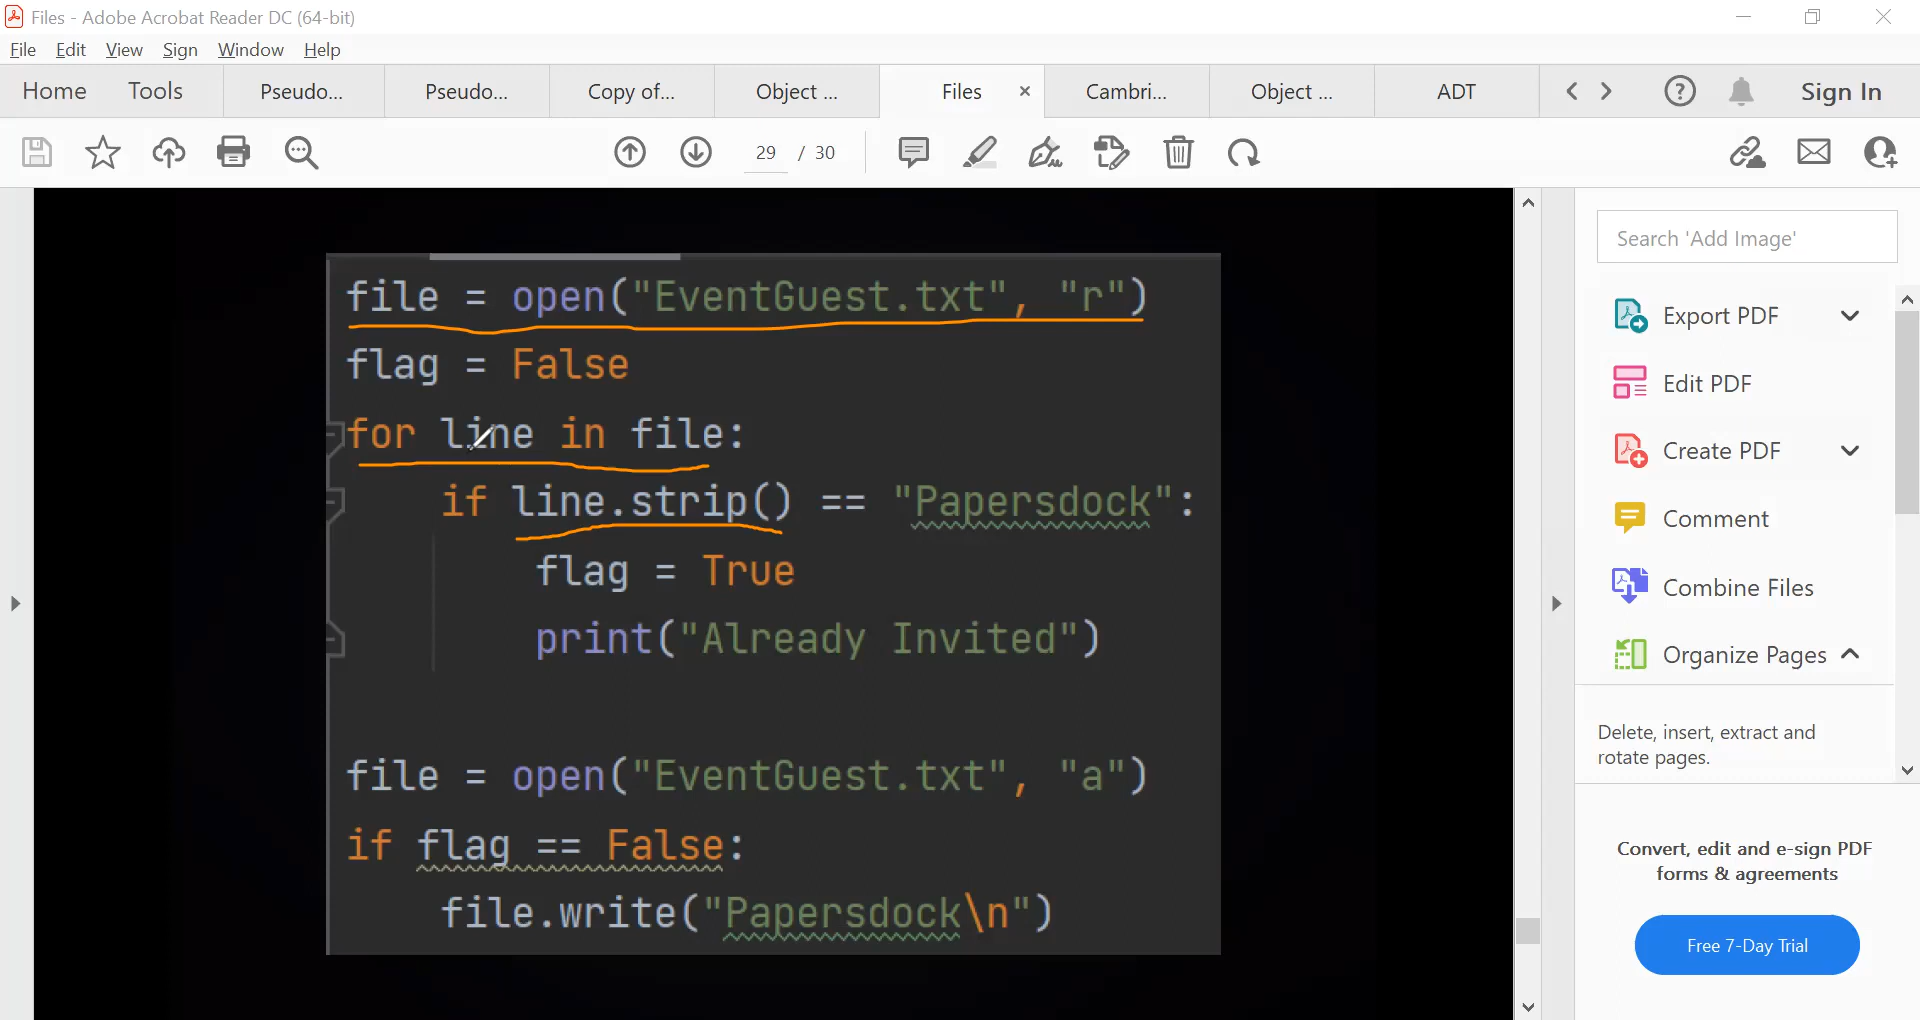 Files - Adobe Acrobat Reader DC (64-bit)
File Edit View Sign Window Help
Home Tools Pseudo... Pseudo... Copy of... Object ... Files × Cambri... Object ... ADT Sign In
29 / 30
Search 'Add Image'
file = open("EventGuest.txt", "r")
flag = False
for line in file:
if line.strip() == "Papersdock":
flag = True
print("Already Invited")
file = open("EventGuest.txt", "a")
if flag == False:
file.write("Papersdock\n")
Export PDF
Edit PDF
Create PDF
Comment
Combine Files
Organize Pages
Delete, insert, extract and
rotate pages.
Convert, edit and e-sign PDF
forms & agreements
Free 7-Day Trial